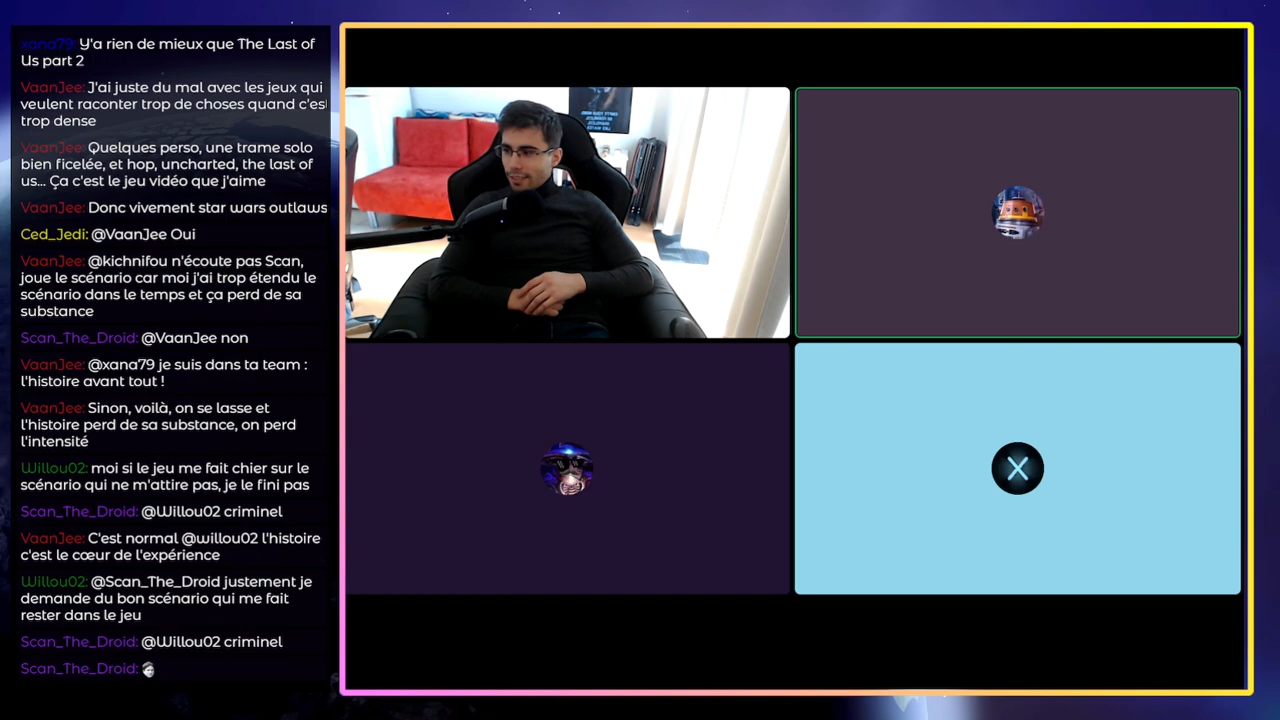 xana79: Y'a rien de mieux que The Last of
Us part 2
VaanJee: J'ai juste du mal avec les jeux qui
veulent raconter trop de choses quand c'est
trop dense
VaanJee: Quelques perso, une trame solo
bien ficelée, et hop, uncharted, the last of
us... Ça c'est le jeu vidéo que j'aime
VaanJee: Donc vivement star wars outlaws
Ced_Jedi: @VaanJee Oui
VaanJee: @kichnifou n'écoute pas Scan,
joue le scénario car moi j'ai trop étendu le
scénario dans le temps et ça perd de sa
substance
Scan_The_Droid: @VaanJee non
VaanJee: @xana79 je suis dans ta team :
l'histoire avant tout !
VaanJee: Sinon, voilà, on se lasse et
l'histoire perd de sa substance, on perd
l'intensité
Willou02: moi si le jeu me fait chier sur le
scénario qui ne m'attire pas, je le fini pas
Scan_The_Droid: @Willou02 criminel
VaanJee: C'est normal @willou02 l'histoire
c'est le cœur de l'expérience
Willou02: @Scan_The_Droid justement je
demande du bon scénario qui me fait
rester dans le jeu
Scan_The_Droid: @Willou02 criminel
Scan_The_Droid: